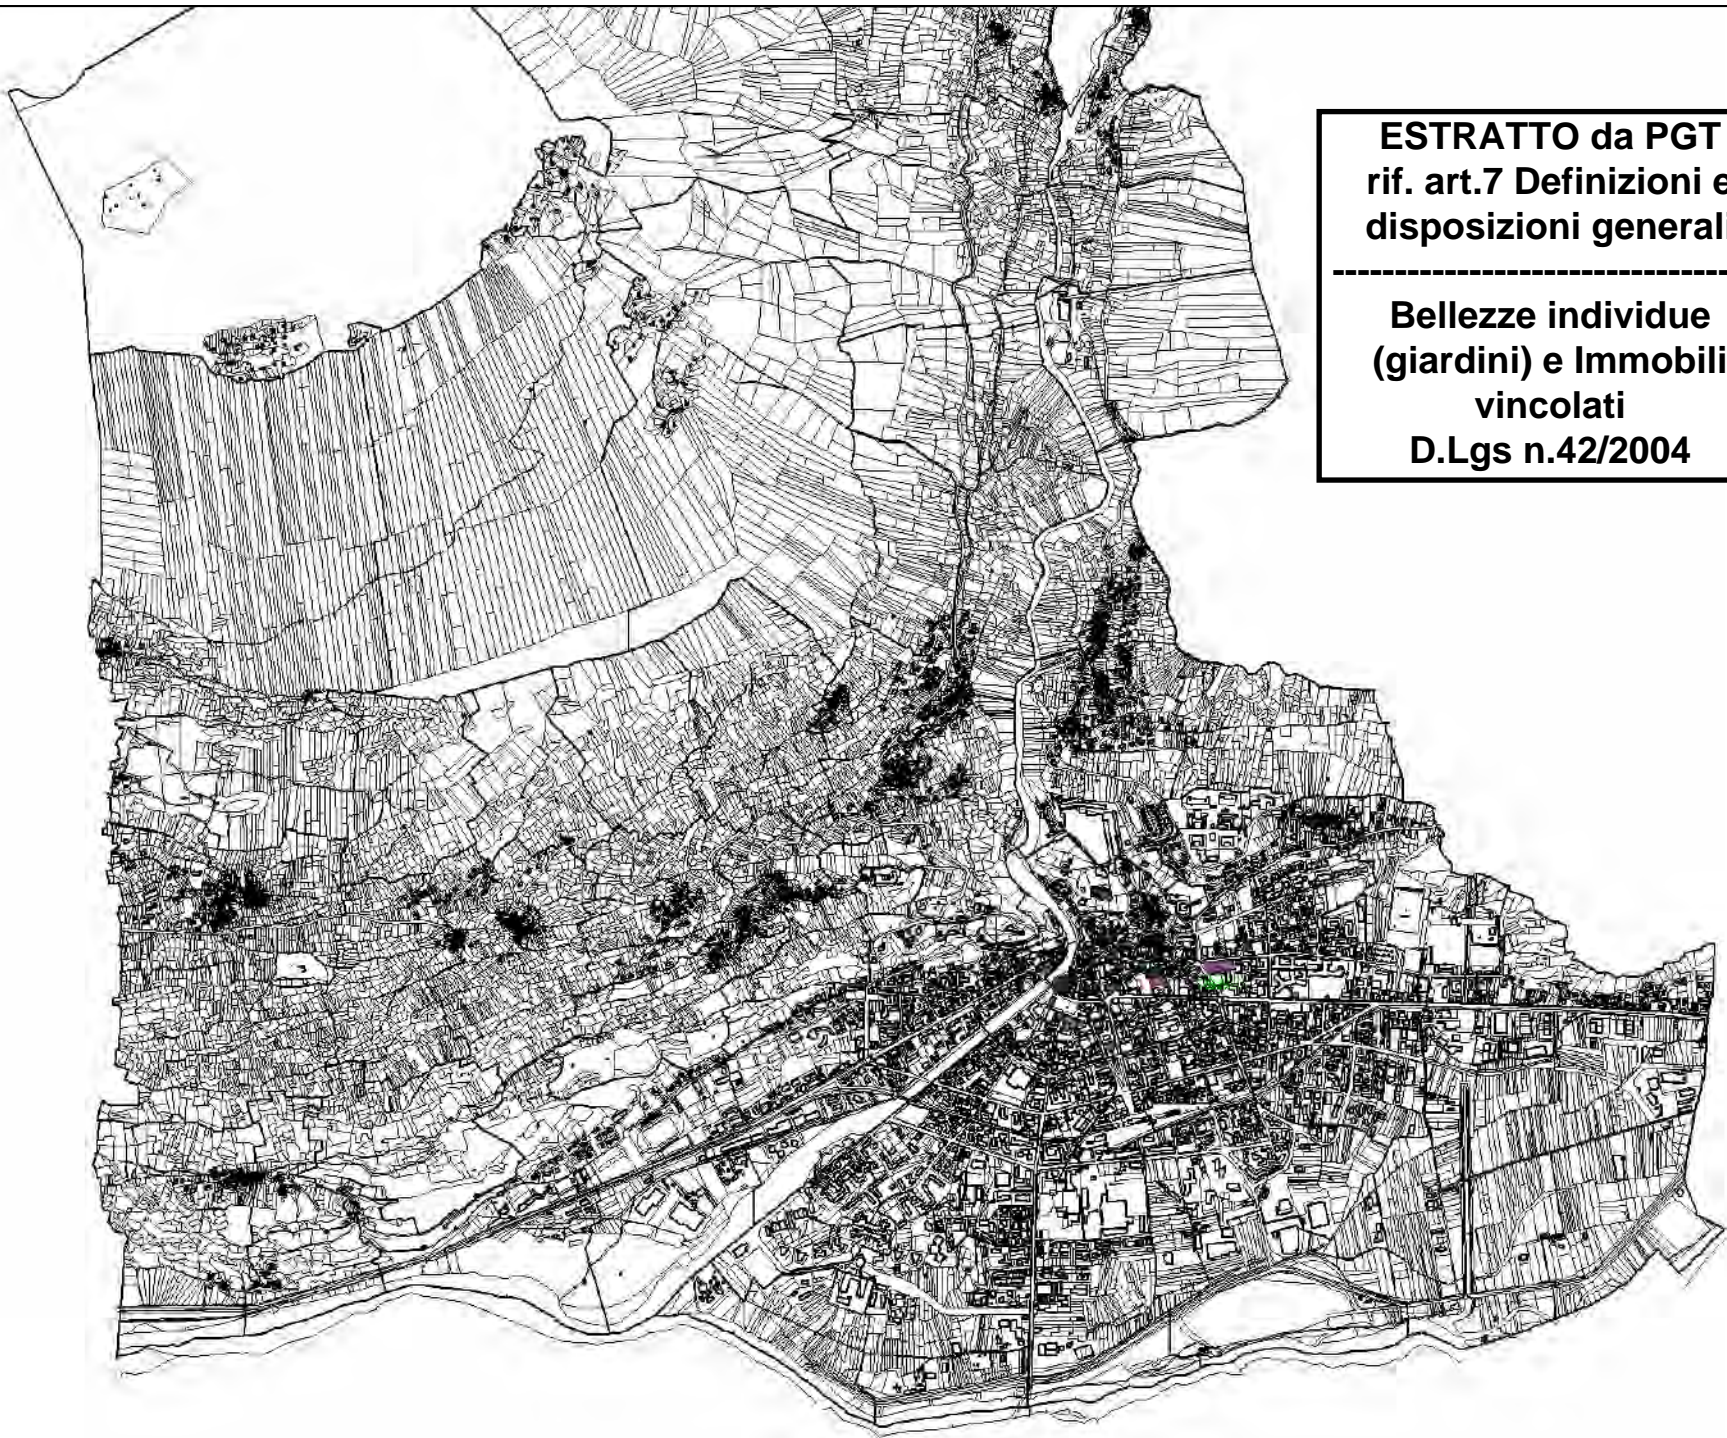 ESTRATTO da PGT
rif. art.7 Definizioni e
disposizioni generali
--------------------------------
Bellezze individue
(giardini) e Immobili
vincolati
D.Lgs n.42/2004